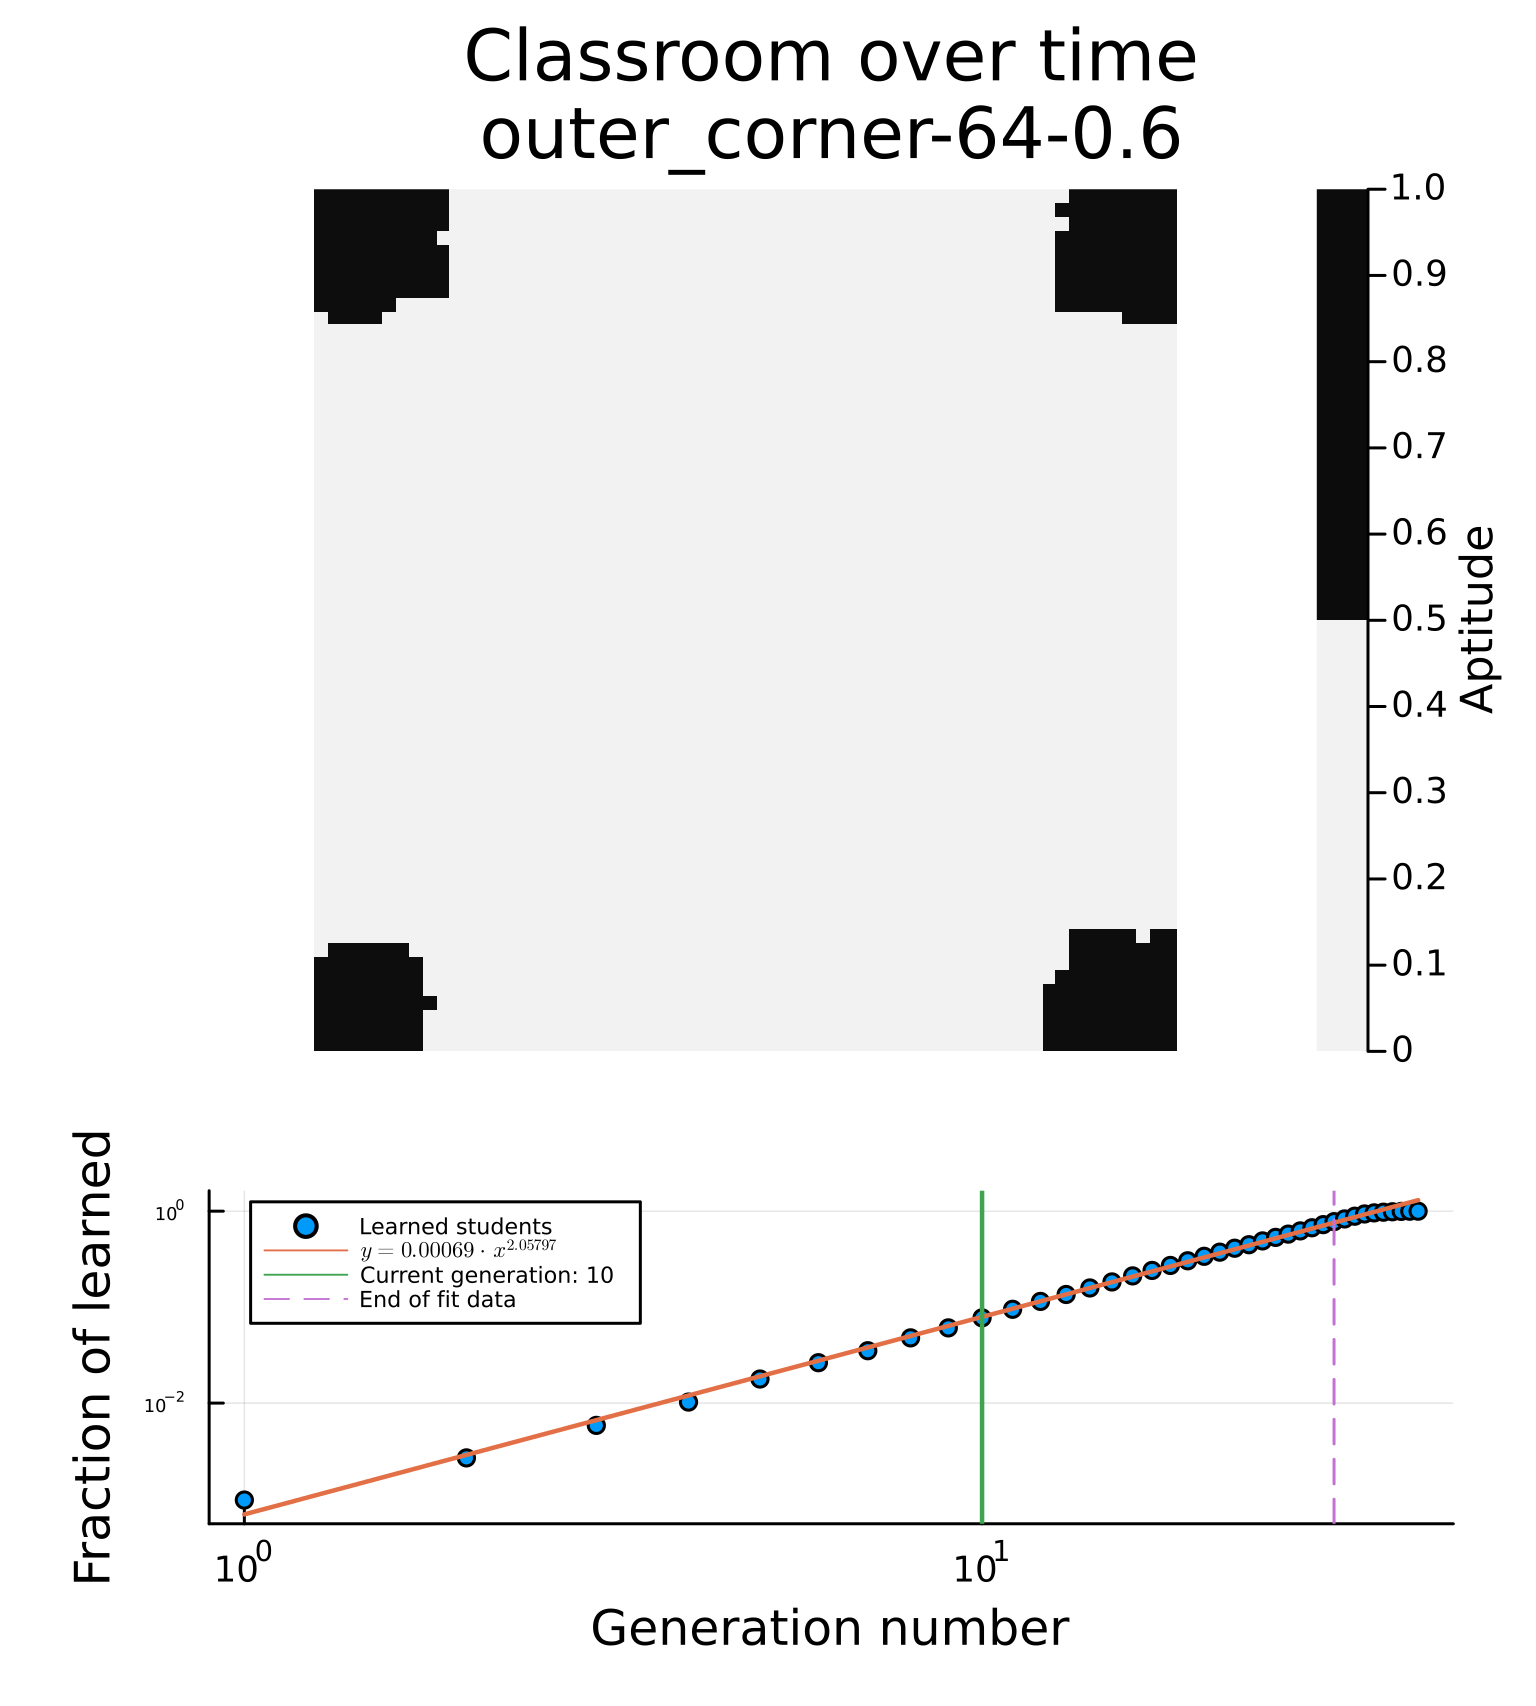 Classroom over time
outer_corner-64-0.6
1.0
0.9
0.8
0.7
0.6
0.5
0.4
0.3
0.2
0.1
0
Aptitude
Fraction of learned
10⁰
10⁻²
Learned students
y = 0.00069 · x^2.05797
Current generation: 10
End of fit data
10⁰
10¹
Generation number